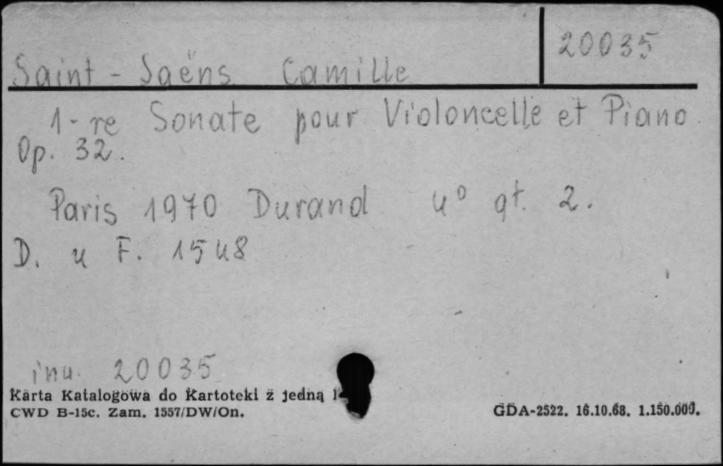 Saint-Saëns Camille
20035
1-re Sonate pour Violoncelle et Piano
Op. 32.
Paris 1970 Durand 4° gł. 2.
D. u F. 1548
inw. 20035
Karta Katalogowa do Kartoteki z jedną
CWD B-15c. Zam. 1557/DW/On.
GDA-2522. 16.10.68. 1.150.000.